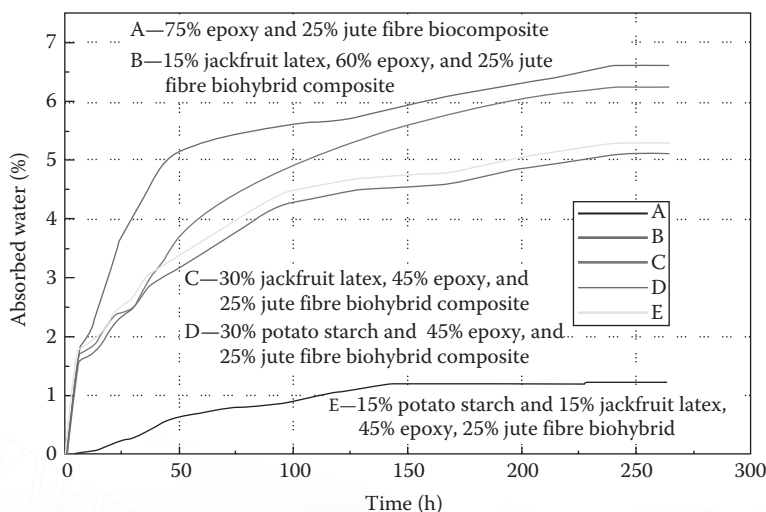 A—75% epoxy and 25% jute fibre biocomposite
B—15% jackfruit latex, 60% epoxy, and 25% jute
fibre biohybrid composite
7
6
5
4
3
2
1
0
Absorbed water (%)
A
B
C
D
E
C—30% jackfruit latex, 45% epoxy, and
25% jute fibre biohybrid composite
D—30% potato starch and 45% epoxy, and
25% jute fibre biohybrid composite
E—15% potato starch and 15% jackfruit latex,
45% epoxy, 25% jute fibre biohybrid
0 50 100 150 200 250 300
Time (h)